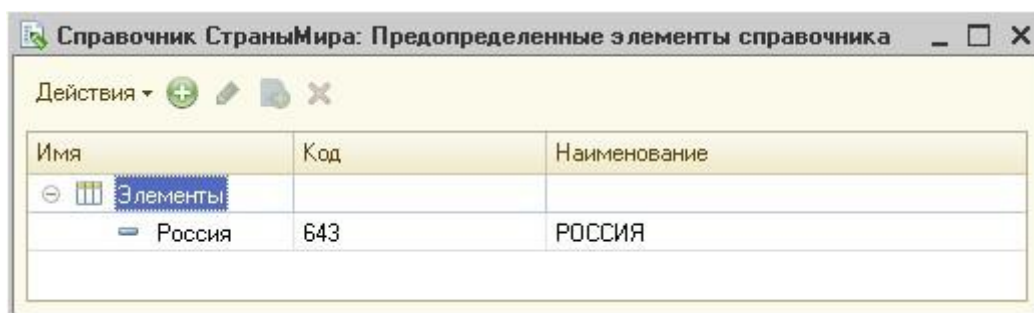 Справочник СтраныМира: Предопределенные элементы справочника
Действия
Имя Код Наименование
Элементы
Россия 643 РОССИЯ